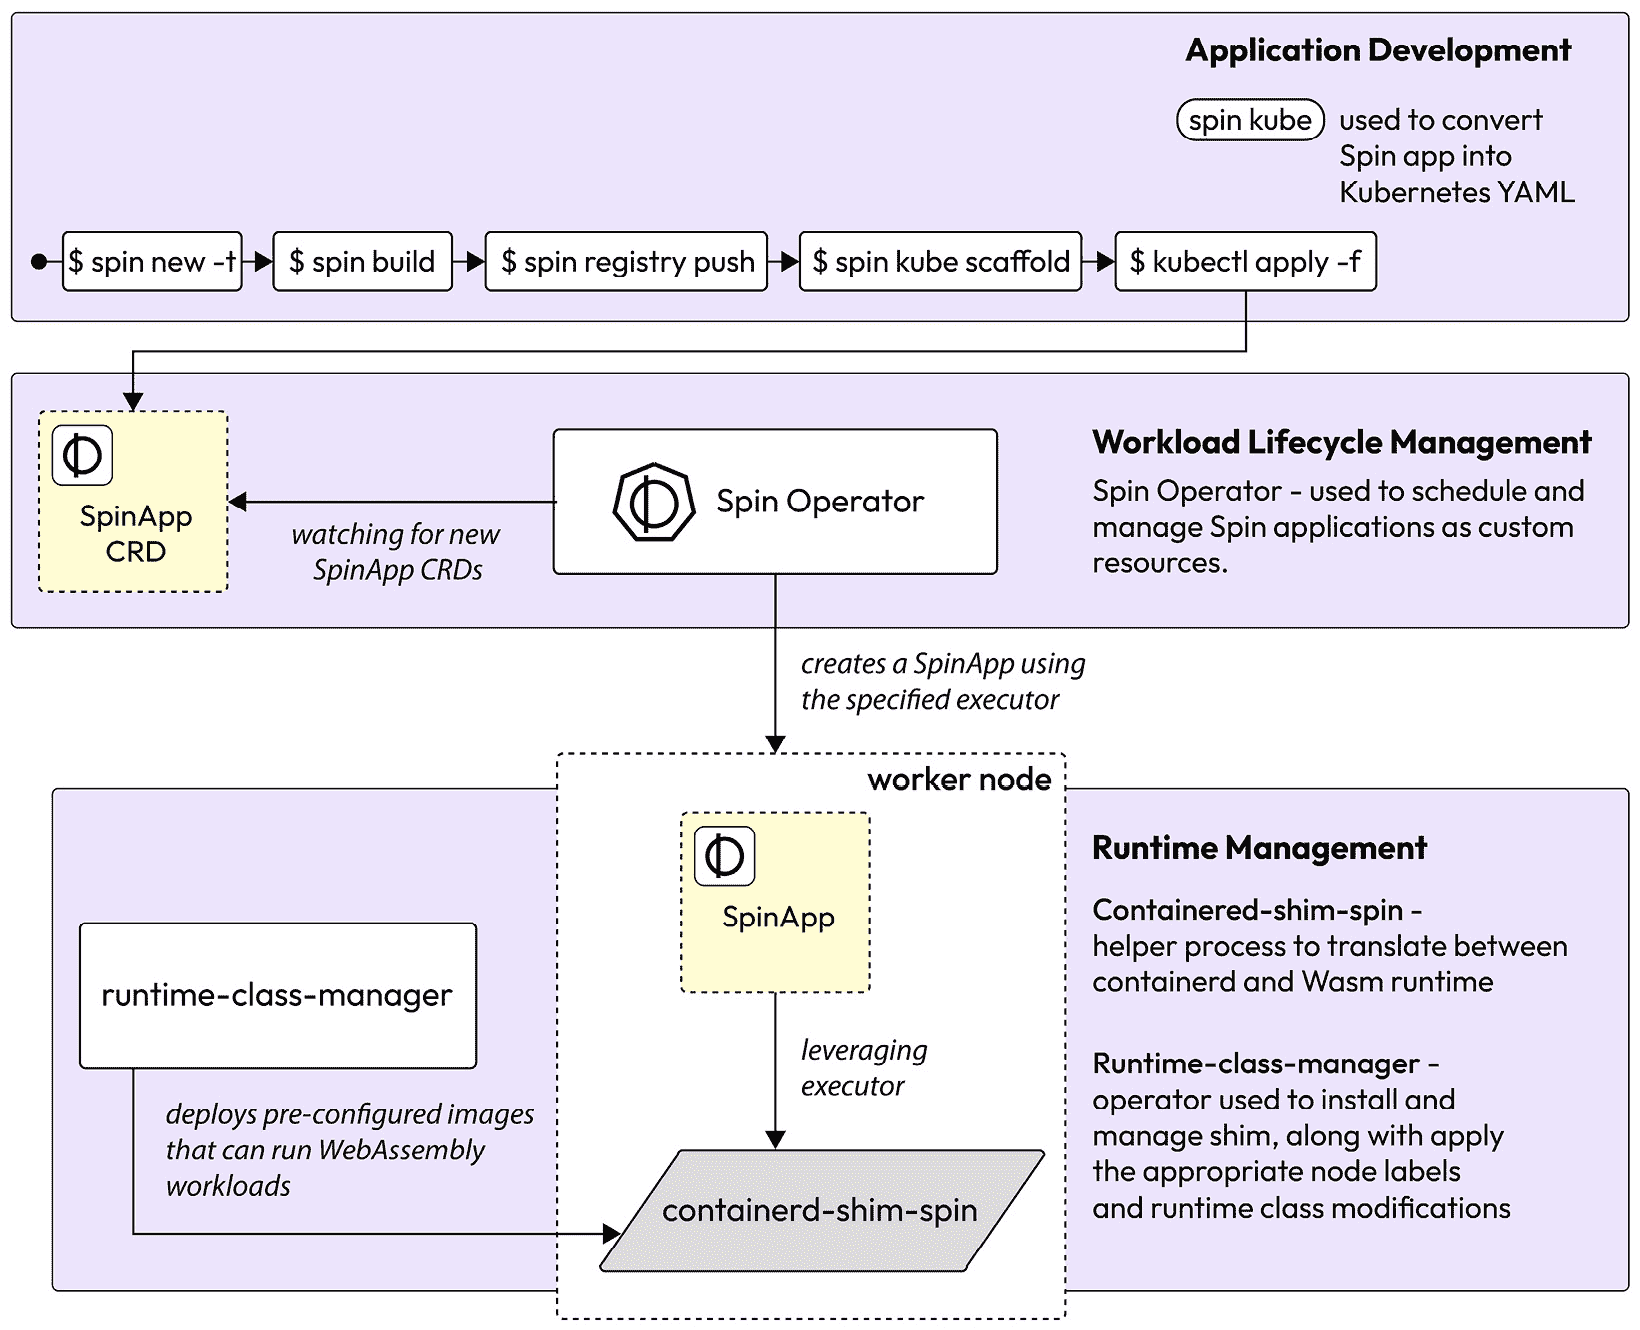 Application Development
spin kube used to convert
Spin app into
Kubernetes YAML
$ spin new -t
$ spin build
$ spin registry push
$ spin kube scaffold
$ kubectl apply -f
SpinApp
CRD
watching for new
SpinApp CRDs
Spin Operator
Workload Lifecycle Management
Spin Operator - used to schedule and
manage Spin applications as custom
resources.
creates a SpinApp using
the specified executor
worker node
SpinApp
runtime-class-manager
leveraging
executor
deploys pre-configured images
that can run WebAssembly
workloads
containerd-shim-spin
Runtime Management
Containered-shim-spin -
helper process to translate between
containerd and Wasm runtime
Runtime-class-manager -
operator used to install and
manage shim, along with apply
the appropriate node labels
and runtime class modifications